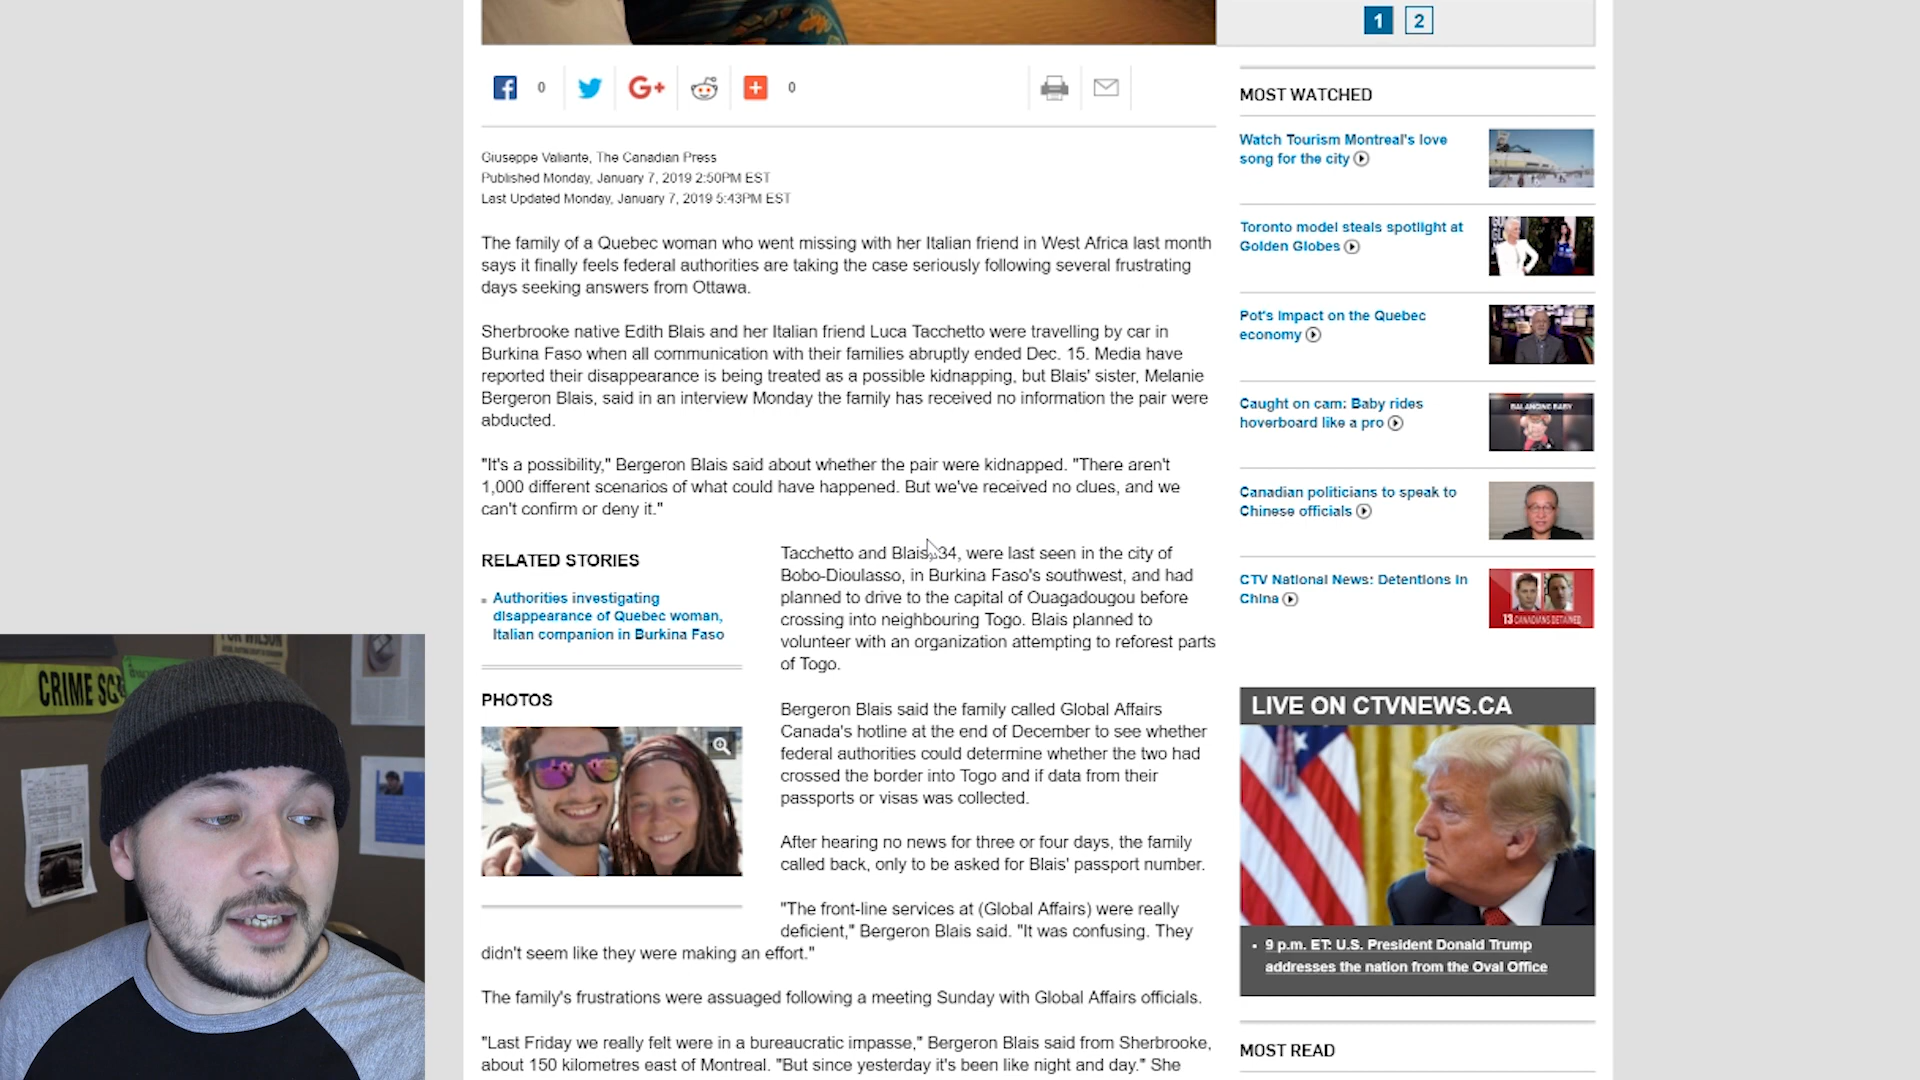 1 2
0
G+
0
Giuseppe Valiante, The Canadian Press
Published Monday, January 7, 2019 2:50PM EST
Last Updated Monday, January 7, 2019 5:43PM EST
The family of a Quebec woman who went missing with her Italian friend in West Africa last month
says it finally feels federal authorities are taking the case seriously following several frustrating
days seeking answers from Ottawa.
Sherbrooke native Edith Blais and her Italian friend Luca Tacchetto were travelling by car in
Burkina Faso when all communication with their families abruptly ended Dec. 15. Media have
reported their disappearance is being treated as a possible kidnapping, but Blais' sister, Melanie
Bergeron Blais, said in an interview Monday the family has received no information the pair were
abducted.
"It's a possibility," Bergeron Blais said about whether the pair were kidnapped. "There aren't
1,000 different scenarios of what could have happened. But we've received no clues, and we
can't confirm or deny it."
RELATED STORIES
Authorities investigating
disappearance of Quebec woman,
Italian companion in Burkina Faso
PHOTOS
Tacchetto and Blais, 34, were last seen in the city of
Bobo-Dioulasso, in Burkina Faso's southwest, and had
planned to drive to the capital of Ouagadougou before
crossing into neighbouring Togo. Blais planned to
volunteer with an organization attempting to reforest parts
of Togo.
Bergeron Blais said the family called Global Affairs
Canada's hotline at the end of December to see whether
federal authorities could determine whether the two had
crossed the border into Togo and if data from their
passports or visas was collected.
After hearing no news for three or four days, the family
called back, only to be asked for Blais' passport number.
"The front-line services at (Global Affairs) were really
deficient," Bergeron Blais said. "It was confusing. They
didn't seem like they were making an effort."
The family's frustrations were assuaged following a meeting Sunday with Global Affairs officials.
"Last Friday we really felt were in a bureaucratic impasse," Bergeron Blais said from Sherbrooke,
about 150 kilometres east of Montreal. "But since yesterday it's been like night and day." She
MOST WATCHED
Watch Tourism Montreal's love
song for the city
Toronto model steals spotlight at
Golden Globes
Pot's impact on the Quebec
economy
Caught on cam: Baby rides
hoverboard like a pro
BALANCING BABY
Canadian politicians to speak to
Chinese officials
CTV National News: Detentions in
China
13 CANADIANS DETAINED
LIVE ON CTVNEWS.CA
9 p.m. ET: U.S. President Donald Trump
addresses the nation from the Oval Office
MOST READ
CRIME SC